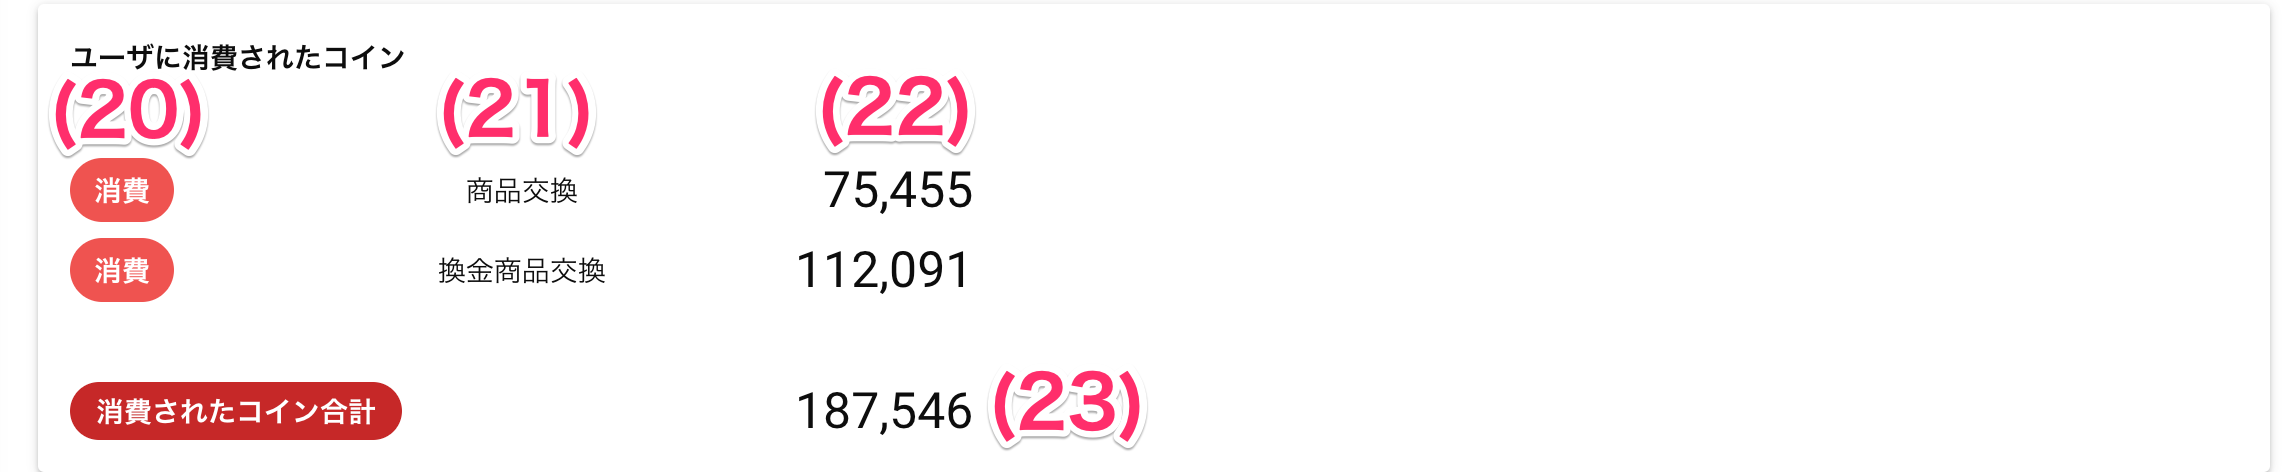 ユーザに消費されたコイン
(20) (21) (22)
消費 商品交換 75,455
消費 換金商品交換 112,091
消費されたコイン合計 187,546 (23)